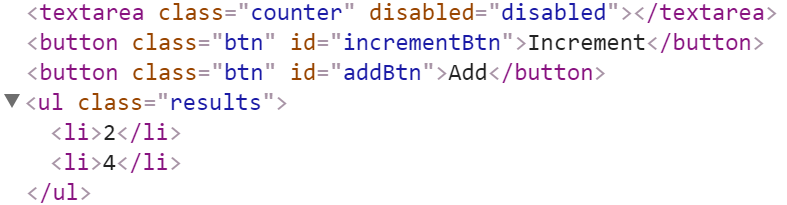 <textarea class="counter" disabled="disabled"></textarea>
<button class="btn" id="incrementBtn">Increment</button>
<button class="btn" id="addBtn">Add</button>
<ul class="results">
<li>2</li>
<li>4</li>
</ul>